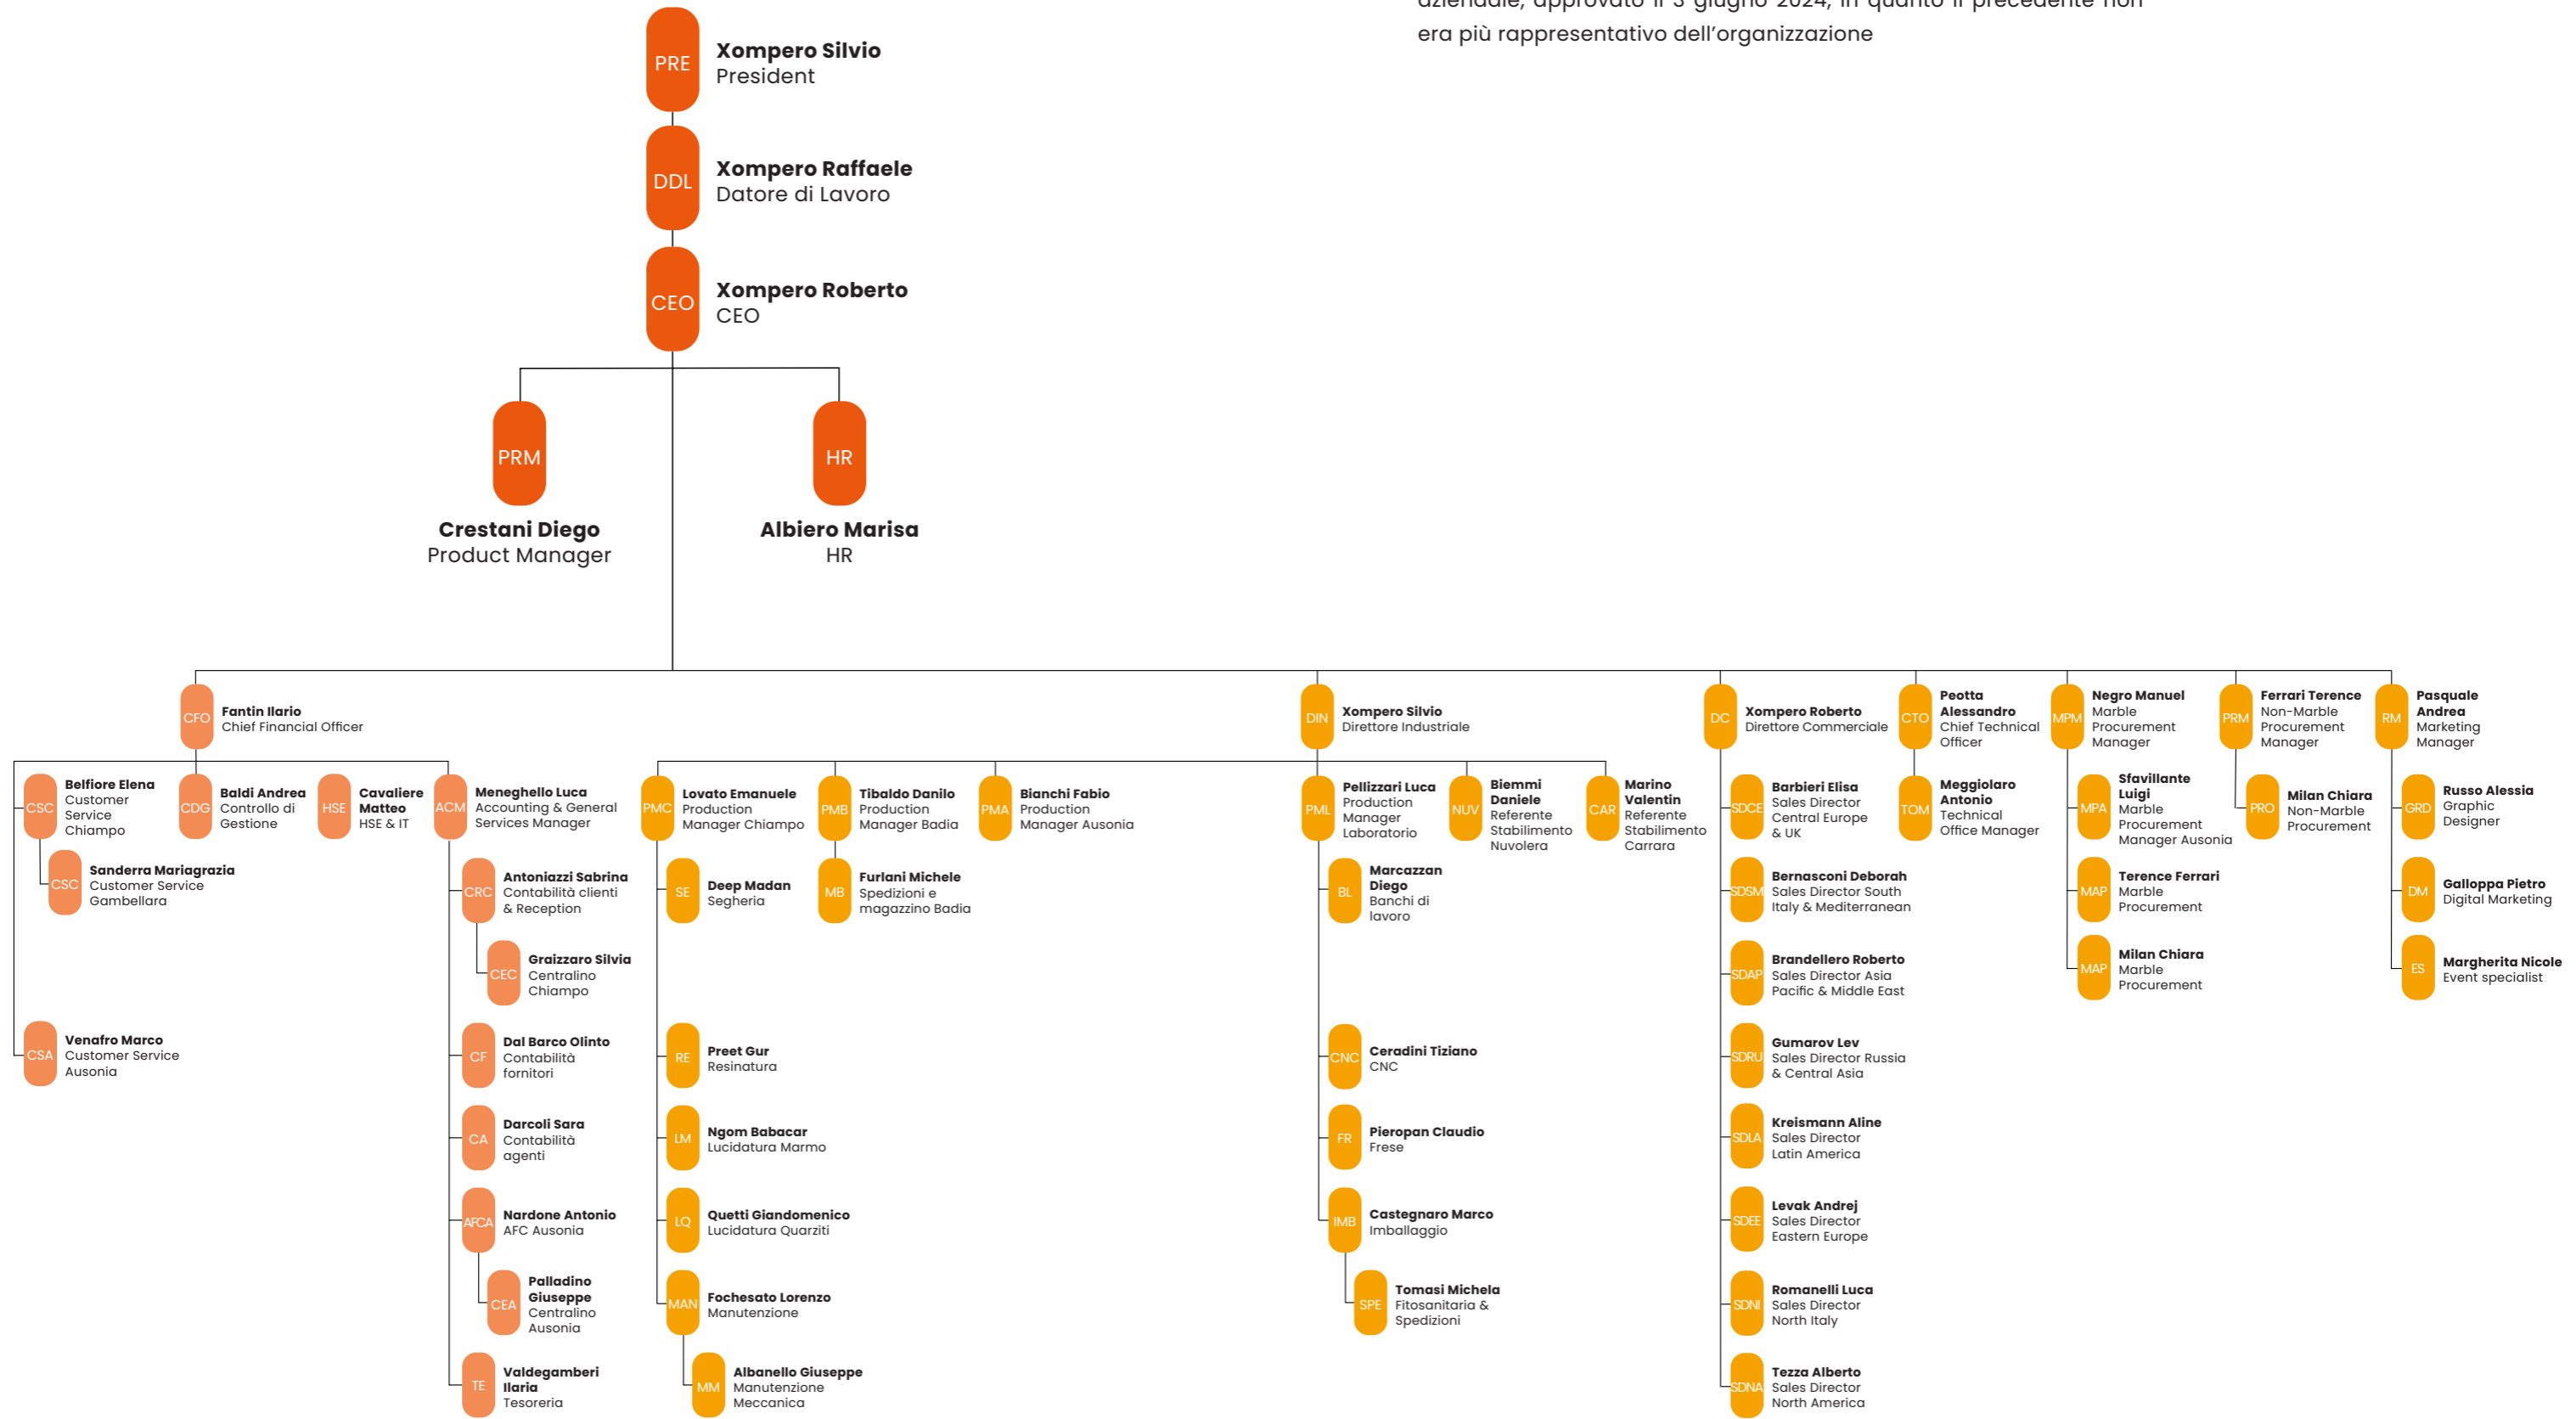 aziendale, approvato il 3 giugno 2024, in quanto il precedente non
era più rappresentativo dell’organizzazione
PRE
Xompero Silvio
President
DDL
Xompero Raffaele
Datore di Lavoro
CEO
Xompero Roberto
CEO
PRM
Crestani Diego
Product Manager
HR
Albiero Marisa
HR
CFO
Fantin Ilario
Chief Financial Officer
CSC
Belfiore Elena
Customer
Service
Chiampo
CSC
Sanderra Mariagrazia
Customer Service
Gambellara
CSA
Venafro Marco
Customer Service
Ausonia
CDG
Baldi Andrea
Controllo di
Gestione
HSE
Cavaliere
Matteo
HSE & IT
ACM
Meneghello Luca
Accounting & General
Services Manager
CRC
Antoniazzi Sabrina
Contabilità clienti
& Reception
CEC
Graizzaro Silvia
Centralino
Chiampo
CF
Dal Barco Olinto
Contabilità
fornitori
CA
Darcoli Sara
Contabilità
agenti
AFCA
Nardone Antonio
AFC Ausonia
CEA
Palladino
Giuseppe
Centralino
Ausonia
TE
Valdegamberi
Ilaria
Tesoreria
DIN
Xompero Silvio
Direttore Industriale
PMC
Lovato Emanuele
Production
Manager Chiampo
SE
Deep Madan
Segheria
RE
Preet Gur
Resinatura
LM
Ngom Babacar
Lucidatura Marmo
LQ
Quetti Giandomenico
Lucidatura Quarziti
MAN
Fochesato Lorenzo
Manutenzione
MM
Albanello Giuseppe
Manutenzione
Meccanica
PMB
Tibaldo Danilo
Production
Manager Badia
MB
Furlani Michele
Spedizioni e
magazzino Badia
PMA
Bianchi Fabio
Production
Manager Ausonia
PML
Pellizzari Luca
Production
Manager
Laboratorio
BL
Marcazzan
Diego
Banchi di
lavoro
CNC
Ceradini Tiziano
CNC
FR
Pieropan Claudio
Frese
IMB
Castegnaro Marco
Imballaggio
SPE
Tomasi Michela
Fitosanitaria &
Spedizioni
NUV
Biemmi
Daniele
Referente
Stabilimento
Nuvolera
CAR
Marino
Valentin
Referente
Stabilimento
Carrara
DC
Xompero Roberto
Direttore Commerciale
SDCE
Barbieri Elisa
Sales Director
Central Europe
& UK
SDSM
Bernasconi Deborah
Sales Director South
Italy & Mediterranean
SDAP
Brandellero Roberto
Sales Director Asia
Pacific & Middle East
SDRU
Gumarov Lev
Sales Director Russia
& Central Asia
SDLA
Kreismann Aline
Sales Director
Latin America
SDEE
Levak Andrej
Sales Director
Eastern Europe
SDNI
Romanelli Luca
Sales Director
North Italy
SDNA
Tezza Alberto
Sales Director
North America
CTO
Peotta
Alessandro
Chief Technical
Officer
TOM
Meggiolaro
Antonio
Technical
Office Manager
MPM
Negro Manuel
Marble
Procurement
Manager
MPA
Sfavillante
Luigi
Marble
Procurement
Manager Ausonia
MAP
Terence Ferrari
Marble
Procurement
MAP
Milan Chiara
Marble
Procurement
PRM
Ferrari Terence
Non-Marble
Procurement
Manager
PRO
Milan Chiara
Non-Marble
Procurement
RM
Pasquale
Andrea
Marketing
Manager
GRD
Russo Alessia
Graphic
Designer
DM
Galloppa Pietro
Digital Marketing
ES
Margherita Nicole
Event specialist